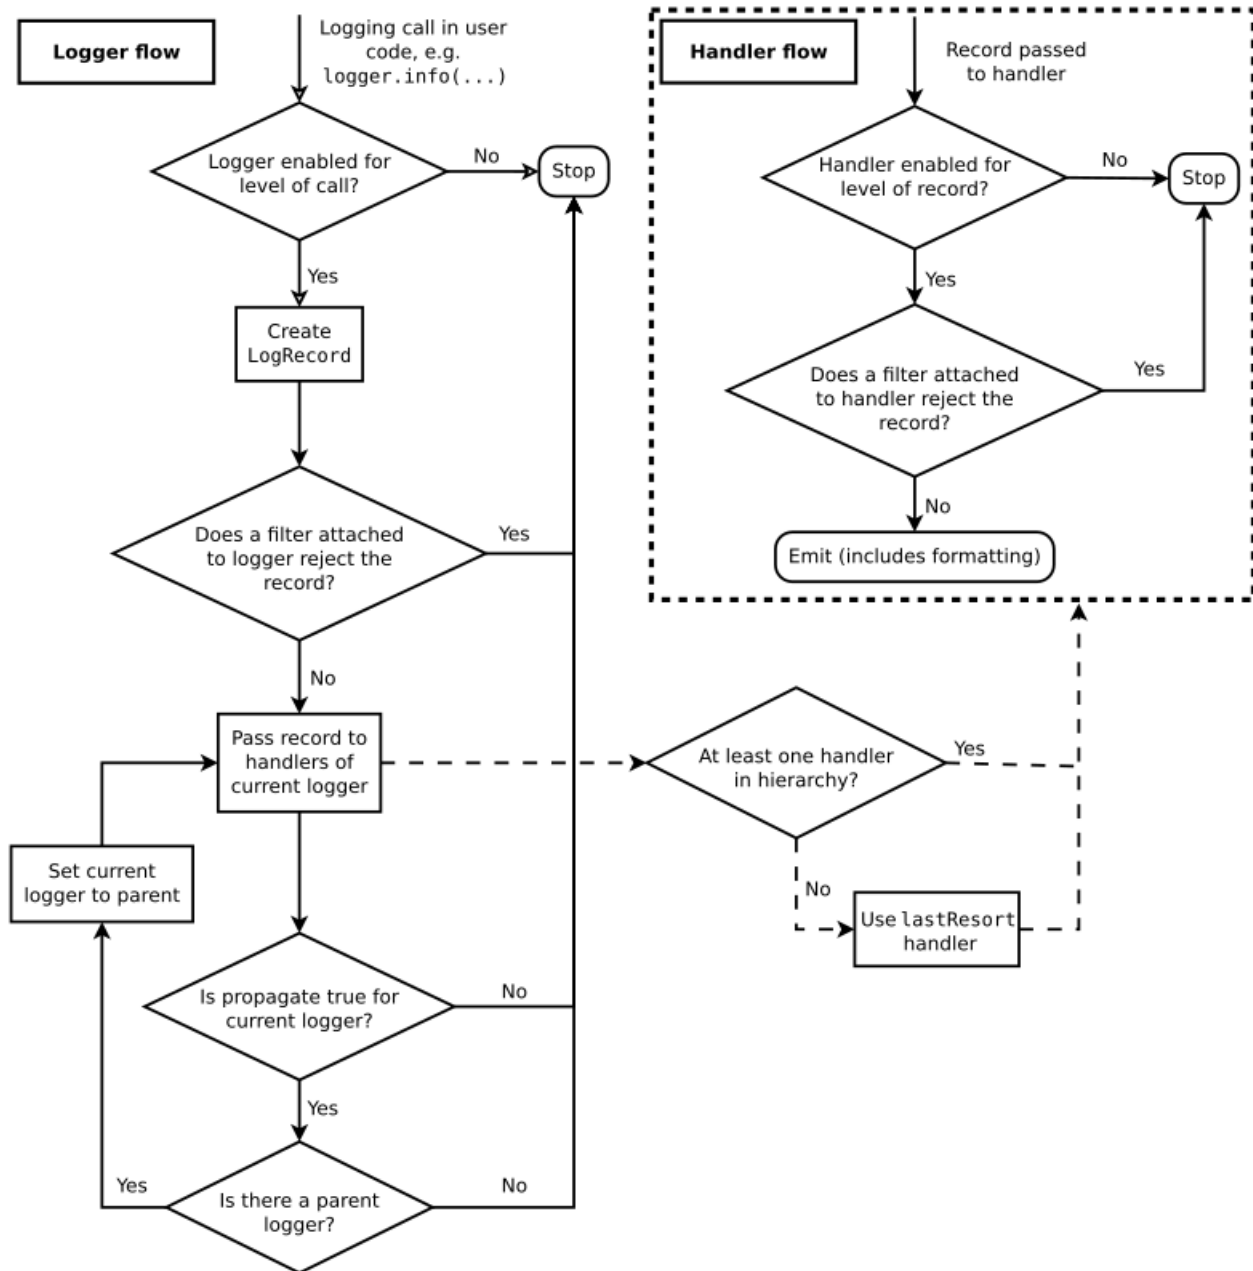 Logger flow
Logging call in user
code, e.g.
logger.info(...)
Logger enabled for
level of call?
No
Stop
Yes
Create
LogRecord
Does a filter attached
to logger reject the
record?
Yes
No
Pass record to
handlers of
current logger
Set current
logger to parent
Is propagate true for
current logger?
No
Yes
Is there a parent
logger?
Yes
No
Handler flow
Record passed
to handler
Handler enabled for
level of record?
No
Stop
Yes
Does a filter attached
to handler reject the
record?
Yes
No
Emit (includes formatting)
At least one handler
in hierarchy?
Yes
No
Use lastResort
handler